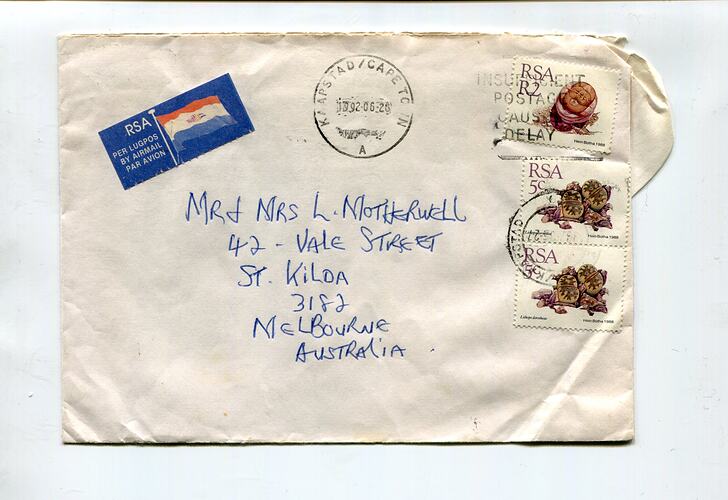 RSA
PER LUGPOS
BY AIRMAIL
PAR AVION
KAAPSTAD/CAPE TOWN
A
INSUFFICIENT
POSTAGE
CAUSES
DELAY
RSA
R2
Hein Botha 1988
RSA
5c
Hein Botha 1988
RSA
5c
Hein Botha 1988
MR & MRS L. MOTHERWELL
42 - VALE STREET
ST. KILDA
3182
MELBOURNE
AUSTRALIA.